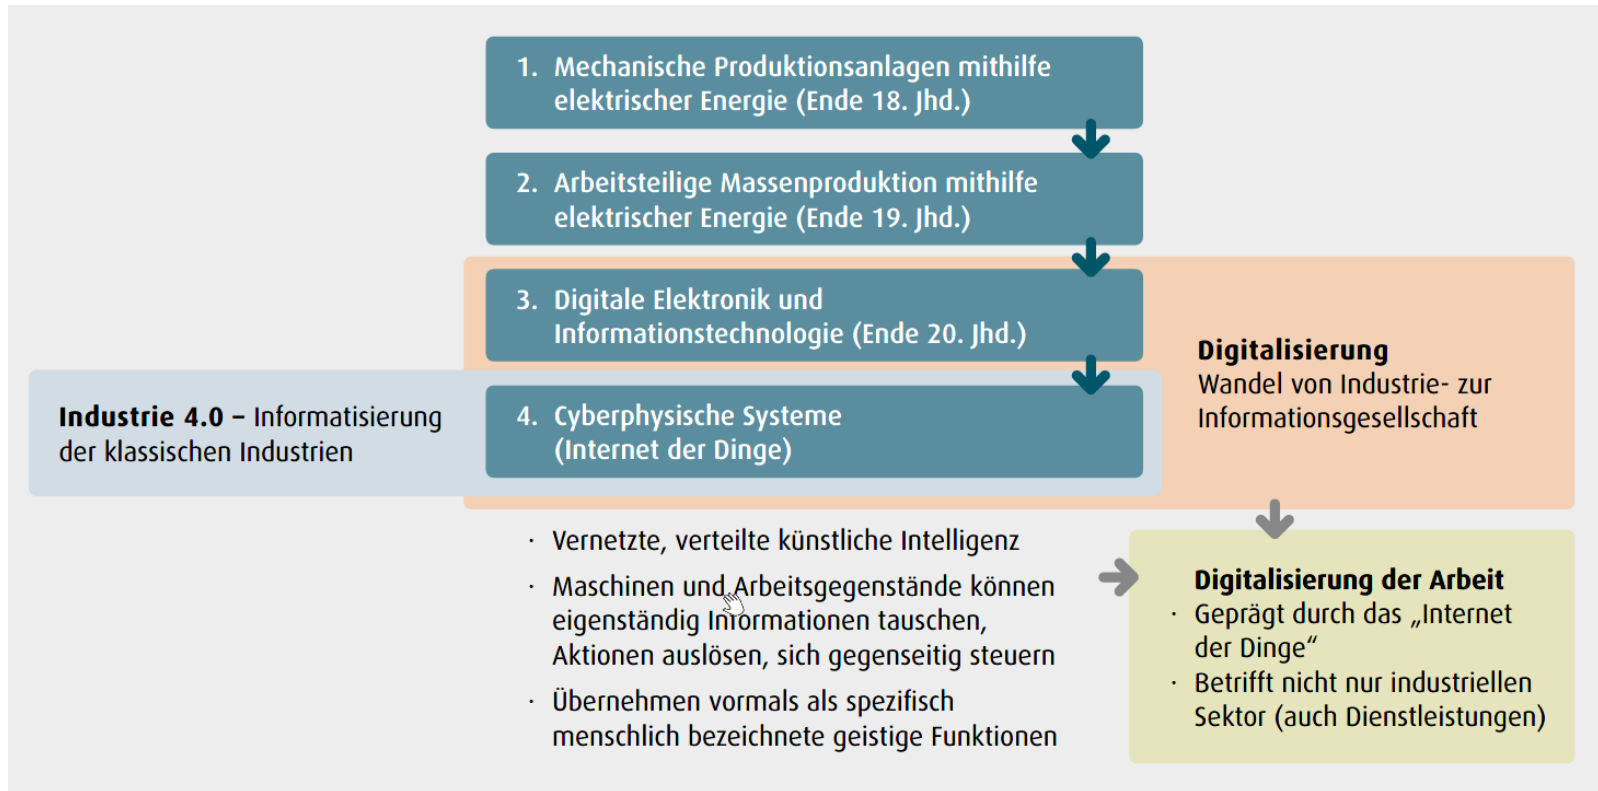 1. Mechanische Produktionsanlagen mithilfe
elektrischer Energie (Ende 18. Jhd.)
2. Arbeitsteilige Massenproduktion mithilfe
elektrischer Energie (Ende 19. Jhd.)
3. Digitale Elektronik und
Informationstechnologie (Ende 20. Jhd.)
Digitalisierung
Wandel von Industrie- zur
Informationsgesellschaft
Industrie 4.0 – Informatisierung
der klassischen Industrien
4. Cyberphysische Systeme
(Internet der Dinge)
· Vernetzte, verteilte künstliche Intelligenz
· Maschinen und Arbeitsgegenstände können
eigenständig Informationen tauschen,
Aktionen auslösen, sich gegenseitig steuern
· Übernehmen vormals als spezifisch
menschlich bezeichnete geistige Funktionen
Digitalisierung der Arbeit
· Geprägt durch das „Internet
der Dinge“
· Betrifft nicht nur industriellen
Sektor (auch Dienstleistungen)